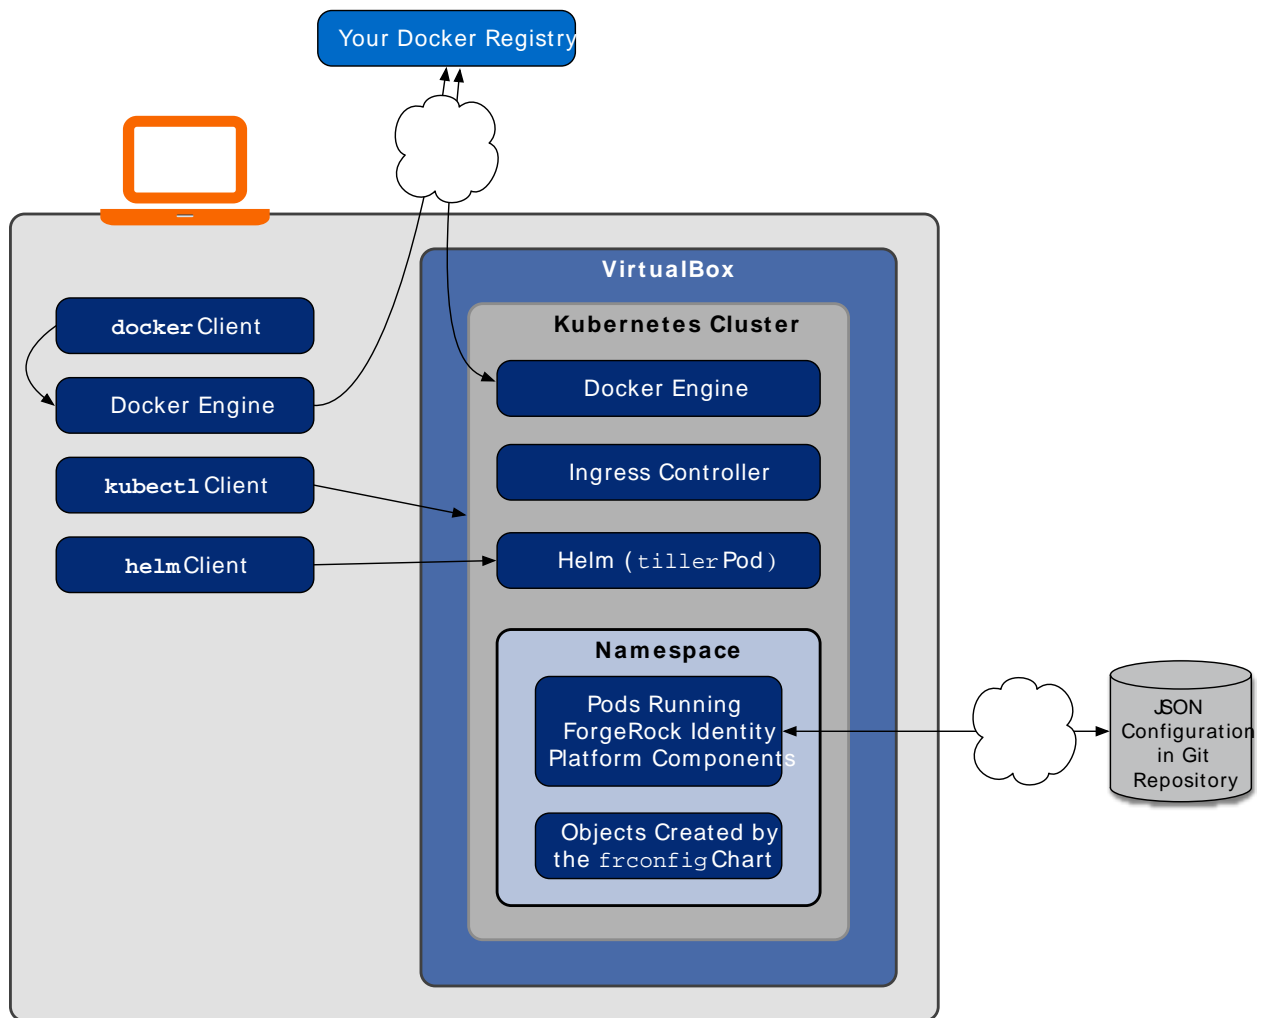 Your Docker Registry
VirtualBox
Kubernetes Cluster
docker Client
Docker Engine
kubectl Client
helm Client
Docker Engine
Ingress Controller
Helm (tiller Pod)
Namespace
Pods Running
ForgeRock Identity
Platform Components
Objects Created by
the frconfig Chart
JSON
Configuration
in Git
Repository